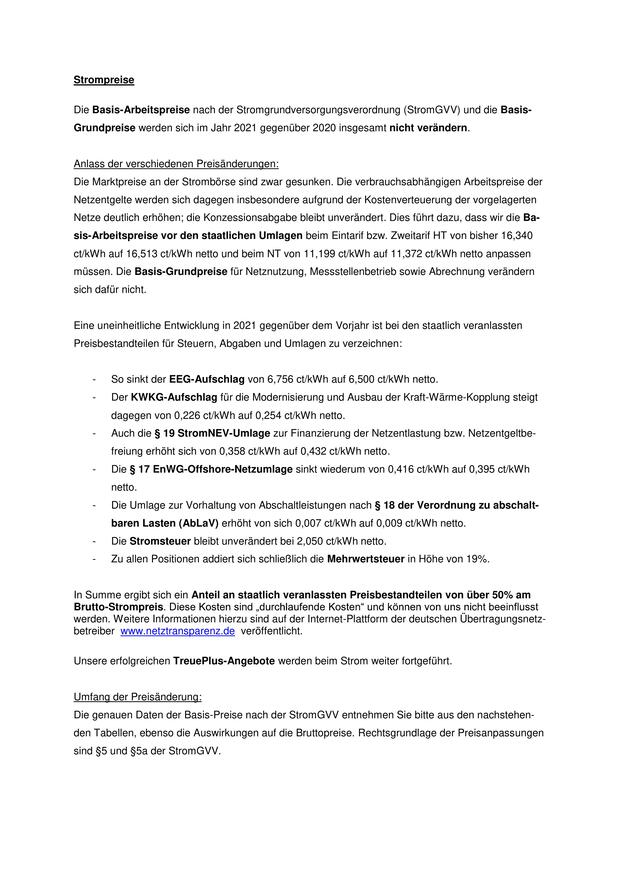 Strompreise
Die Basis-Arbeitspreise nach der Stromgrundversorgungsverordnung (StromGVV) und die Basis-
Grundpreise werden sich im Jahr 2021 gegenüber 2020 insgesamt nicht verändern.
Anlass der verschiedenen Preisänderungen:
Die Marktpreise an der Strombörse sind zwar gesunken. Die verbrauchsabhängigen Arbeitspreise der
Netzentgelte werden sich dagegen insbesondere aufgrund der Kostenverteuerung der vorgelagerten
Netze deutlich erhöhen; die Konzessionsabgabe bleibt unverändert. Dies führt dazu, dass wir die Ba-
sis-Arbeitspreise vor den staatlichen Umlagen beim Eintarif bzw. Zweitarif HT von bisher 16,340
ct/kWh auf 16,513 ct/kWh netto und beim NT von 11,199 ct/kWh auf 11,372 ct/kWh netto anpassen
müssen. Die Basis-Grundpreise für Netznutzung, Messstellenbetrieb sowie Abrechnung verändern
sich dafür nicht.
Eine uneinheitliche Entwicklung in 2021 gegenüber dem Vorjahr ist bei den staatlich veranlassten
Preisbestandteilen für Steuern, Abgaben und Umlagen zu verzeichnen:
- So sinkt der EEG-Aufschlag von 6,756 ct/kWh auf 6,500 ct/kWh netto.
- Der KWKG-Aufschlag für die Modernisierung und Ausbau der Kraft-Wärme-Kopplung steigt
dagegen von 0,226 ct/kWh auf 0,254 ct/kWh netto.
- Auch die § 19 StromNEV-Umlage zur Finanzierung der Netzentlastung bzw. Netzentgeltbe-
freiung erhöht sich von 0,358 ct/kWh auf 0,432 ct/kWh netto.
- Die § 17 EnWG-Offshore-Netzumlage sinkt wiederum von 0,416 ct/kWh auf 0,395 ct/kWh
netto.
- Die Umlage zur Vorhaltung von Abschaltleistungen nach § 18 der Verordnung zu abschalt-
baren Lasten (AbLaV) erhöht von sich 0,007 ct/kWh auf 0,009 ct/kWh netto.
- Die Stromsteuer bleibt unverändert bei 2,050 ct/kWh netto.
- Zu allen Positionen addiert sich schließlich die Mehrwertsteuer in Höhe von 19%.
In Summe ergibt sich ein Anteil an staatlich veranlassten Preisbestandteilen von über 50% am
Brutto-Strompreis. Diese Kosten sind „durchlaufende Kosten“ und können von uns nicht beeinflusst
werden. Weitere Informationen hierzu sind auf der Internet-Plattform der deutschen Übertragungsnetz-
betreiber www.netztransparenz.de veröffentlicht.
Unsere erfolgreichen TreuePlus-Angebote werden beim Strom weiter fortgeführt.
Umfang der Preisänderung:
Die genauen Daten der Basis-Preise nach der StromGVV entnehmen Sie bitte aus den nachstehen-
den Tabellen, ebenso die Auswirkungen auf die Bruttopreise. Rechtsgrundlage der Preisanpassungen
sind §5 und §5a der StromGVV.